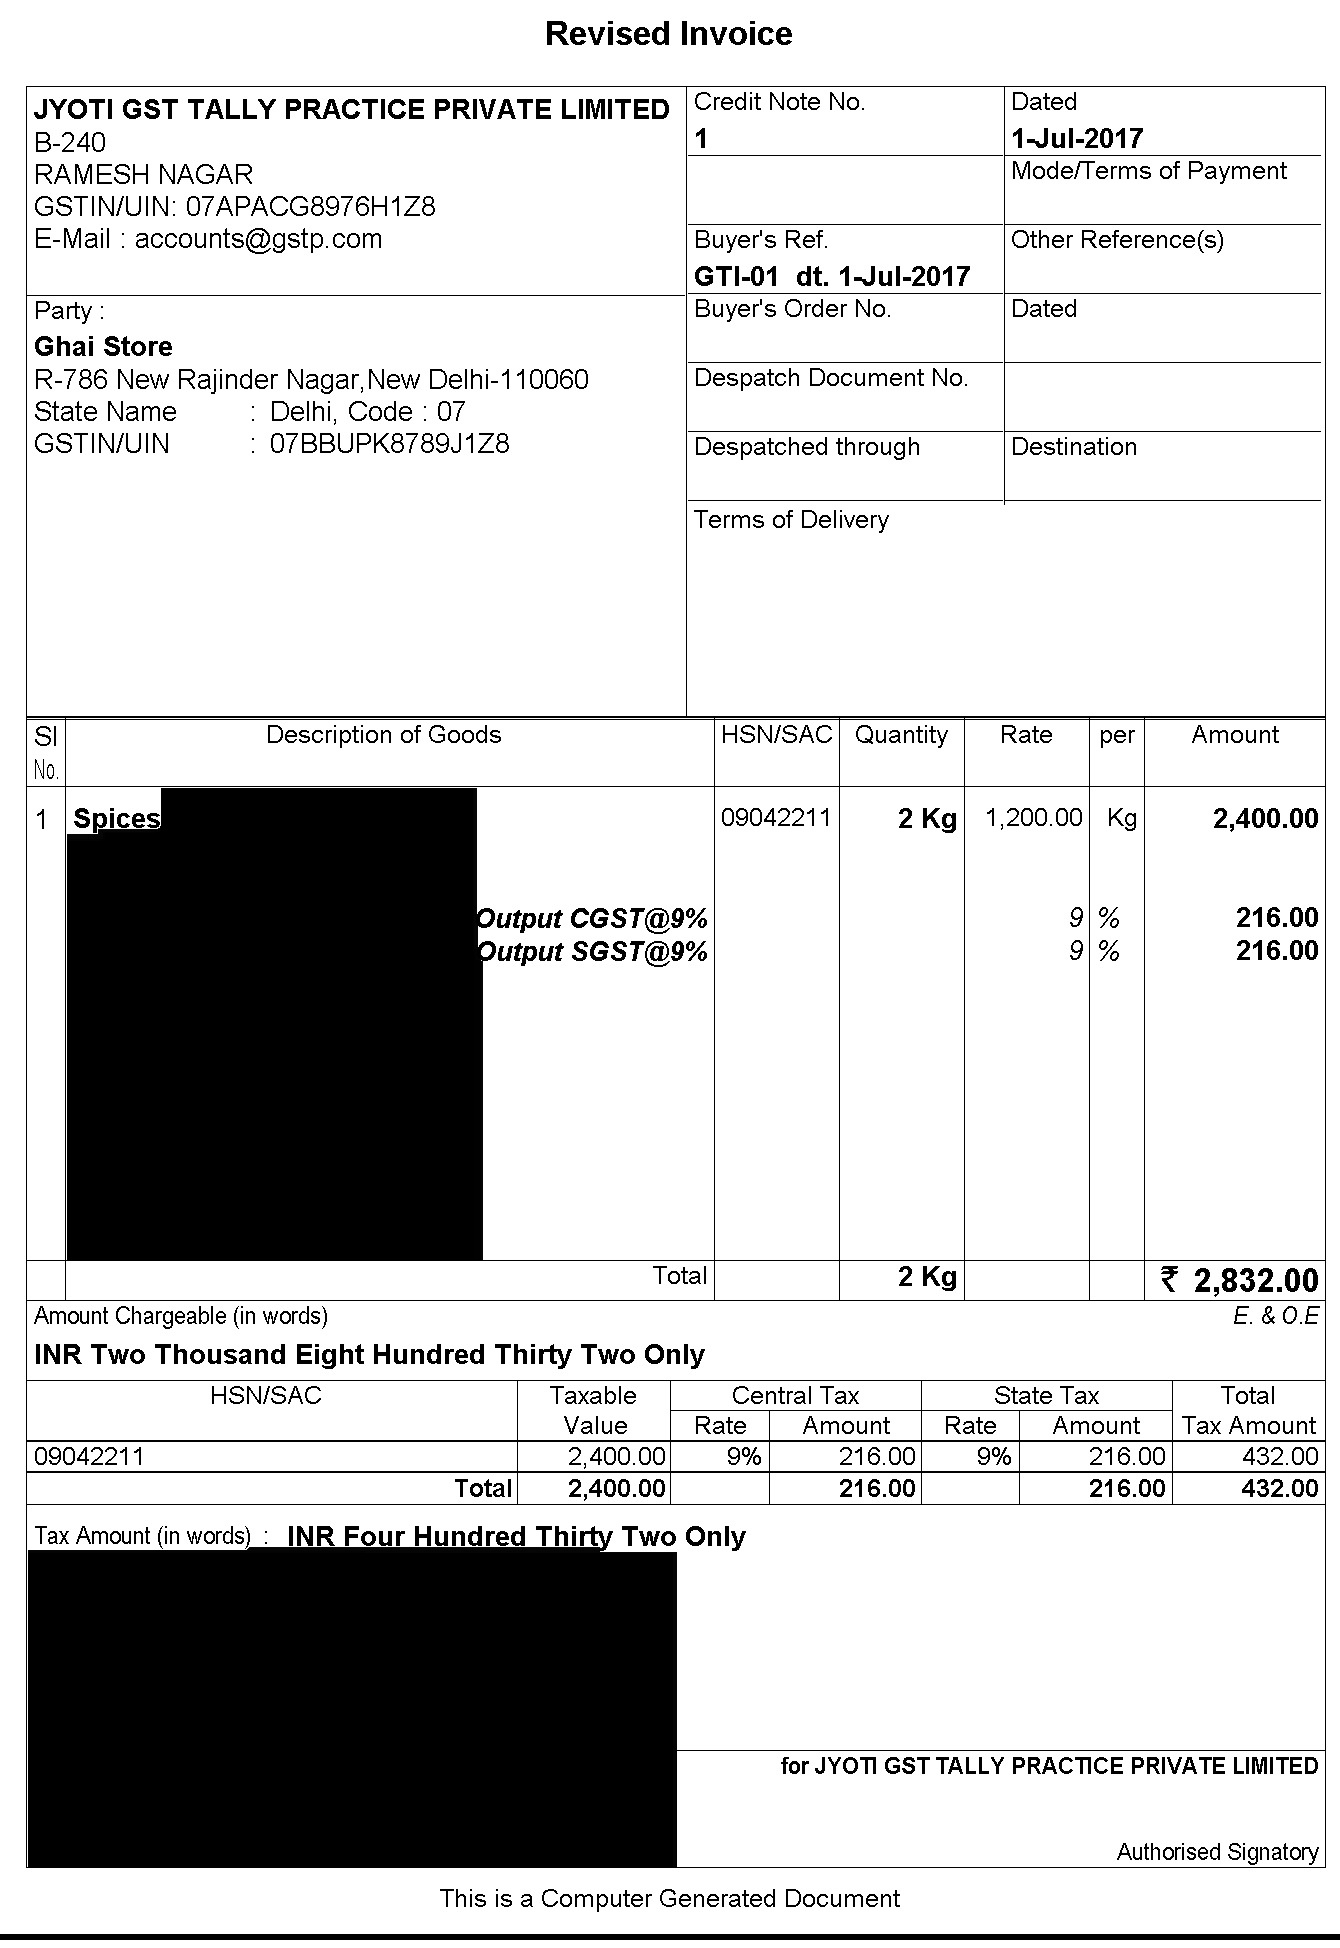 Revised Invoice
JYOTI GST TALLY PRACTICE PRIVATE LIMITED
B-240
RAMESH NAGAR
GSTIN/UIN: 07APACG8976H1Z8
E-Mail : accounts@gstp.com
Credit Note No.
1
Dated
1-Jul-2017
Mode/Terms of Payment
Buyer's Ref.
GTI-01 dt. 1-Jul-2017
Other Reference(s)
Buyer's Order No.
Dated
Despatch Document No.
Despatched through
Destination
Terms of Delivery
Party :
Ghai Store
R-786 New Rajinder Nagar,New Delhi-110060
State Name : Delhi, Code : 07
GSTIN/UIN : 07BBUPK8789J1Z8
Sl No. Description of Goods HSN/SAC Quantity Rate per Amount
1 Spices 09042211 2 Kg 1,200.00 Kg 2,400.00
Output CGST@9% 9 % 216.00
Output SGST@9% 9 % 216.00
Total 2 Kg ₹ 2,832.00
Amount Chargeable (in words) E. & O.E
INR Two Thousand Eight Hundred Thirty Two Only
HSN/SAC Taxable Value Central Tax State Tax Total Tax Amount
Rate Amount Rate Amount
09042211 2,400.00 9% 216.00 9% 216.00 432.00
Total 2,400.00 216.00 216.00 432.00
Tax Amount (in words) : INR Four Hundred Thirty Two Only
for JYOTI GST TALLY PRACTICE PRIVATE LIMITED
Authorised Signatory
This is a Computer Generated Document